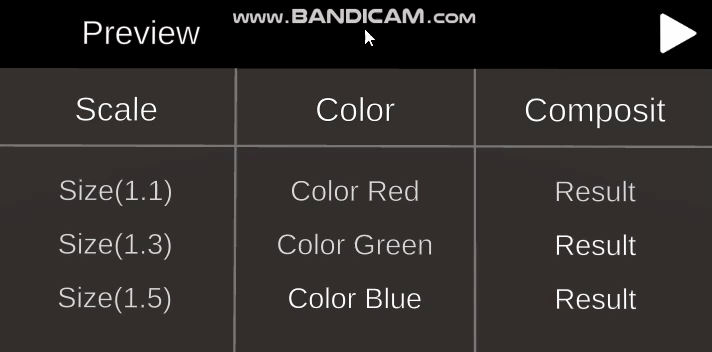 www.BANDICAM.com
Preview
Scale Color Composit
Size(1.1) Color Red Result
Size(1.3) Color Green Result
Size(1.5) Color Blue Result